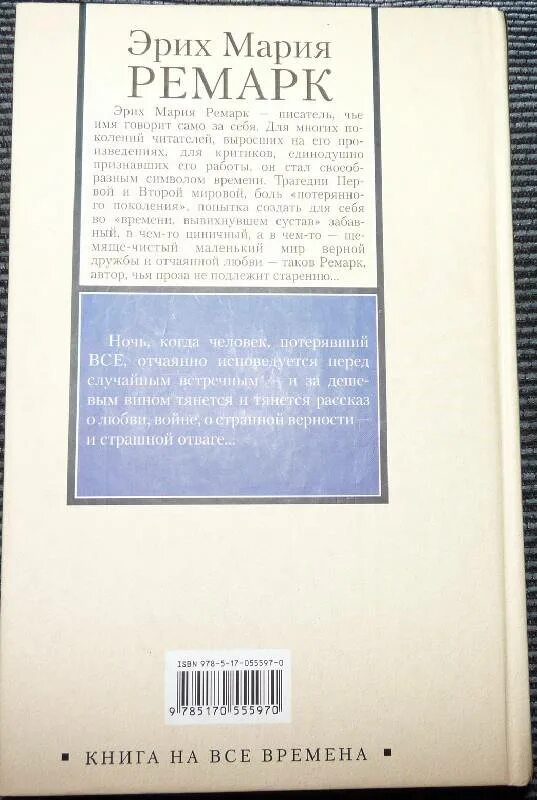 Эрих Мария
РЕМАРК
Эрих Мария Ремарк — писатель, чье
имя говорит само за себя. Для многих по-
колений читателей, выросших на его про-
изведениях, для критиков, единодушно
признавших его работы, он стал своеоб-
разным символом времени. Трагедии Пер-
вой и Второй мировой, боль «потерянно-
го поколения», попытка создать для себя
во «времени, вывихнувшем сустав» забав-
ный, в чем-то циничный, а в чем-то — ще-
мяще-чистый маленький мир верной
дружбы и отчаянной любви — таков Ремарк,
автор, чья проза не подлежит старению...
Ночь, когда человек, потерявший
ВСЕ, отчаянно исповедуется перед
случайным встречным — и за деше-
вым вином тянется и тянется рассказ
о любви, войне, о странной верности —
и страшной отваге...
ISBN 978-5-17-055597-0
9 785170 555970
▪ КНИГА НА ВСЕ ВРЕМЕНА ▪